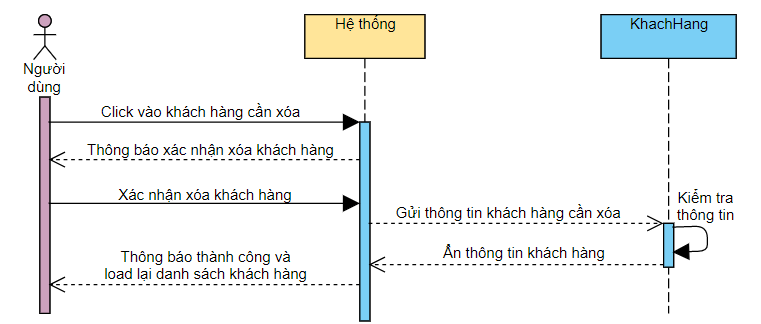 Hệ thống
KhachHang
Người
dùng
Click vào khách hàng cần xóa
Thông báo xác nhận xóa khách hàng
Xác nhận xóa khách hàng
Kiểm tra
thông tin
Gửi thông tin khách hàng cần xóa
Ẩn thông tin khách hàng
Thông báo thành công và
load lại danh sách khách hàng